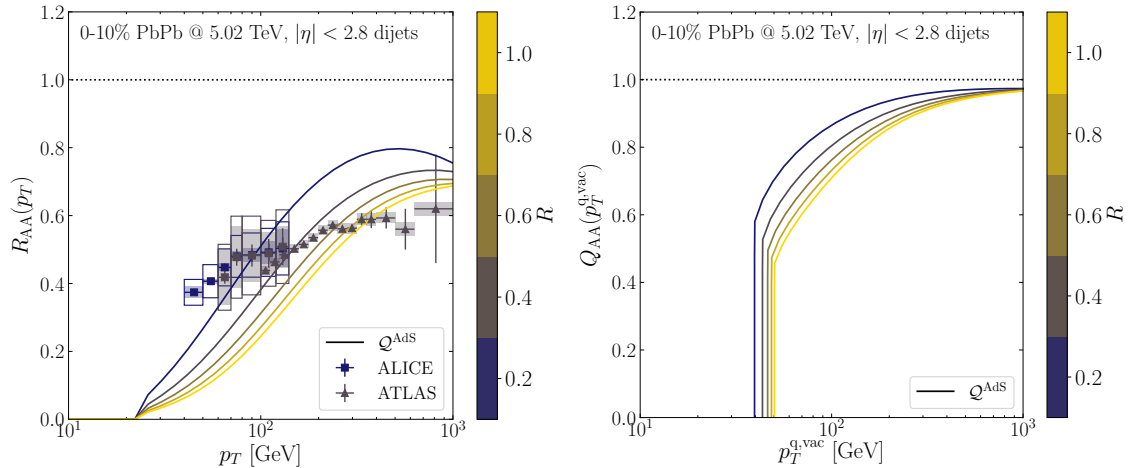 0-10% PbPb @ 5.02 TeV, |η| < 2.8 dijets
R_AA(p_T)
1.2
1.0
0.8
0.6
0.4
0.2
0.0
10^1
10^2
10^3
p_T [GeV]
𝒬^AdS
ALICE
ATLAS
1.0
0.8
0.6
0.4
0.2
R
0-10% PbPb @ 5.02 TeV, |η| < 2.8 dijets
Q_AA(p_T^{q,vac})
1.2
1.0
0.8
0.6
0.4
0.2
0.0
10^1
10^2
10^3
p_T^{q,vac} [GeV]
𝒬^AdS
1.0
0.8
0.6
0.4
0.2
R